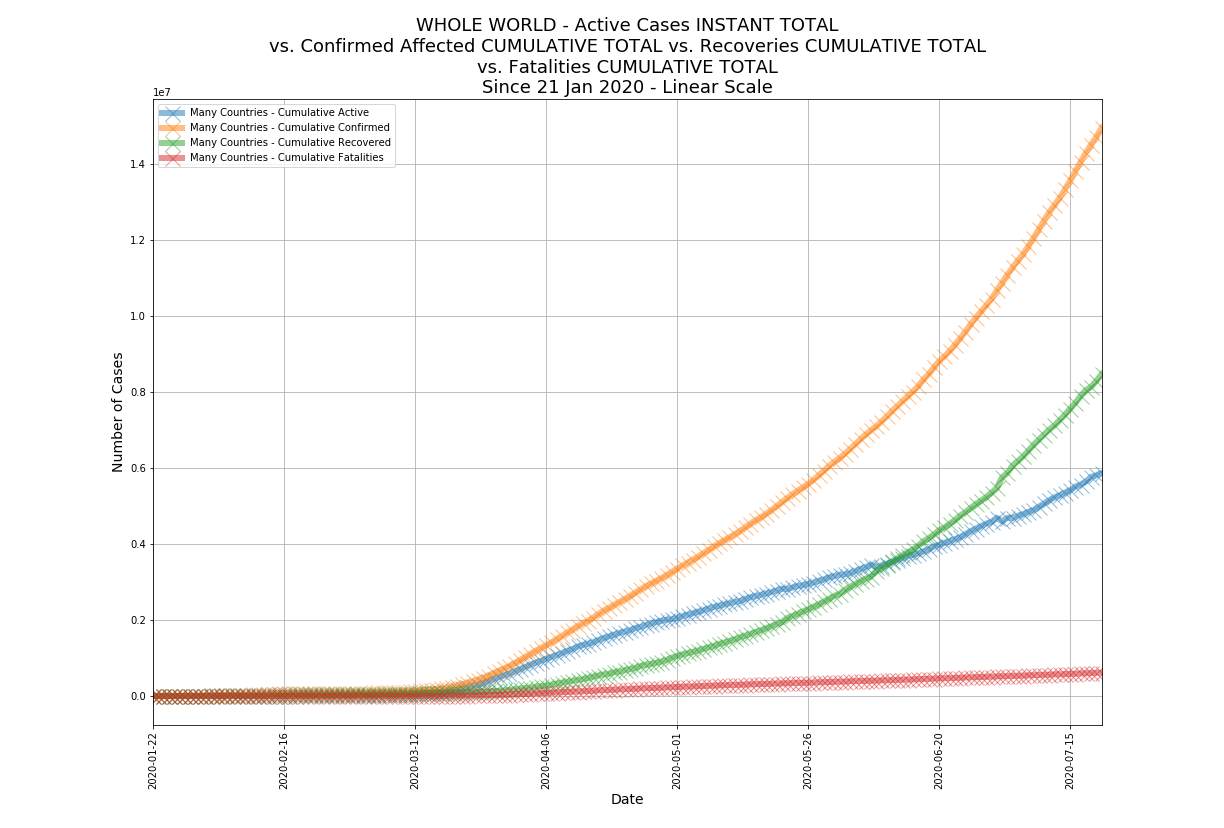 WHOLE WORLD - Active Cases INSTANT TOTAL
vs. Confirmed Affected CUMULATIVE TOTAL vs. Recoveries CUMULATIVE TOTAL
vs. Fatalities CUMULATIVE TOTAL
Since 21 Jan 2020 - Linear Scale
1e7
Many Countries - Cumulative Active
Many Countries - Cumulative Confirmed
Many Countries - Cumulative Recovered
Many Countries - Cumulative Fatalities
1.4
1.2
1.0
0.8
0.6
0.4
0.2
0.0
Number of Cases
2020-01-22
2020-02-16
2020-03-12
2020-04-06
2020-05-01
2020-05-26
2020-06-20
2020-07-15
Date